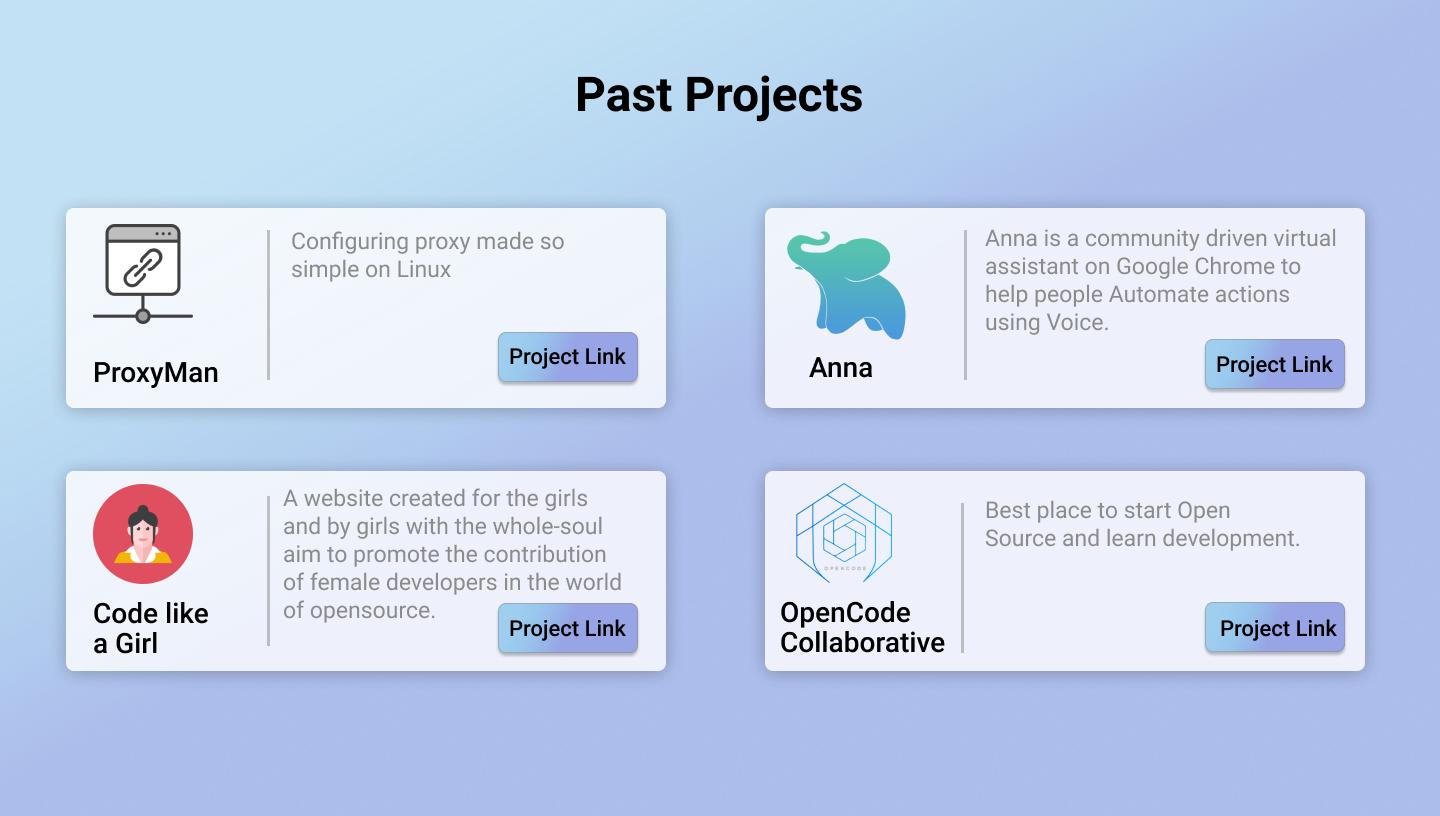 Past Projects
Configuring proxy made so
simple on Linux
ProxyMan
Project Link
Anna is a community driven virtual
assistant on Google Chrome to
help people Automate actions
using Voice.
Anna
Project Link
A website created for the girls
and by girls with the whole-soul
aim to promote the contribution
of female developers in the world
of opensource.
Code like
a Girl
Project Link
Best place to start Open
Source and learn development.
OPENCODE
OpenCode
Collaborative
Project Link